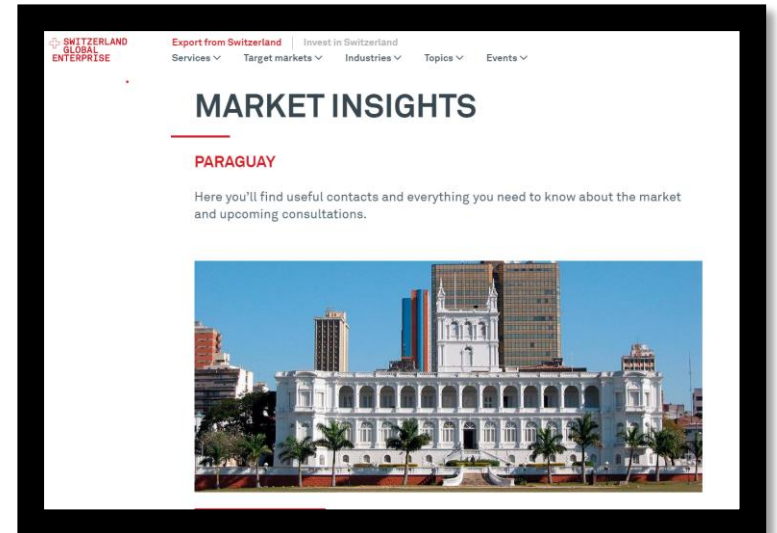 SWITZERLAND
GLOBAL
ENTERPRISE
Export from Switzerland
Invest in Switzerland
Services
Target markets
Industries
Topics
Events
MARKET INSIGHTS
PARAGUAY
Here you'll find useful contacts and everything you need to know about the market
and upcoming consultations.